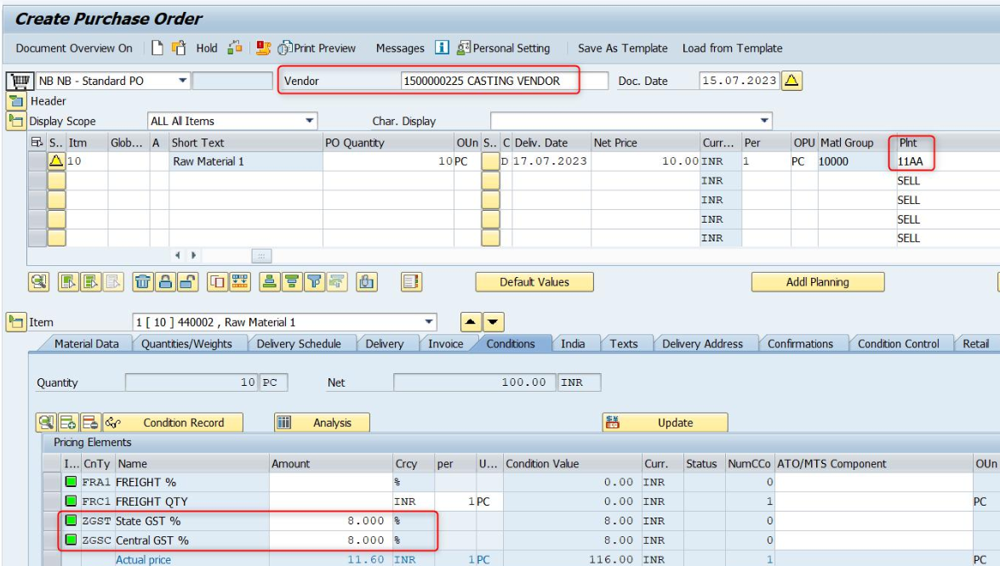 Create Purchase Order
Document Overview On Hold Print Preview Messages Personal Setting Save As Template Load from Template
NB NB - Standard PO Vendor 1500000225 CASTING VENDOR Doc. Date 15.07.2023
Header
Display Scope ALL All Items Char. Display
S.. Itm Glob... A Short Text PO Quantity OUn S.. C Deliv. Date Net Price Curr... Per OPU Matl Group Plnt
10 Raw Material 1 10 PC D 17.07.2023 10.00 INR 1 PC 10000 11AA
INR SELL
INR SELL
INR SELL
INR SELL
Default Values Addl Planning
Item 1 [ 10 ] 440002 , Raw Material 1
Material Data Quantities/Weights Delivery Schedule Delivery Invoice Conditions India Texts Delivery Address Confirmations Condition Control Retail
Quantity 10 PC Net 100.00 INR
Condition Record Analysis Update
Pricing Elements
I... CnTy Name Amount Crcy per U... Condition Value Curr. Status NumCCo ATO/MTS Component OUn
FRA1 FREIGHT % % 0.00 INR 0
FRC1 FREIGHT QTY INR 1 PC 0.00 INR 1 PC
ZGST State GST % 8.000 % 8.00 INR 0
ZGSC Central GST % 8.000 % 8.00 INR 0
Actual price 11.60 INR 1 PC 116.00 INR 1 PC